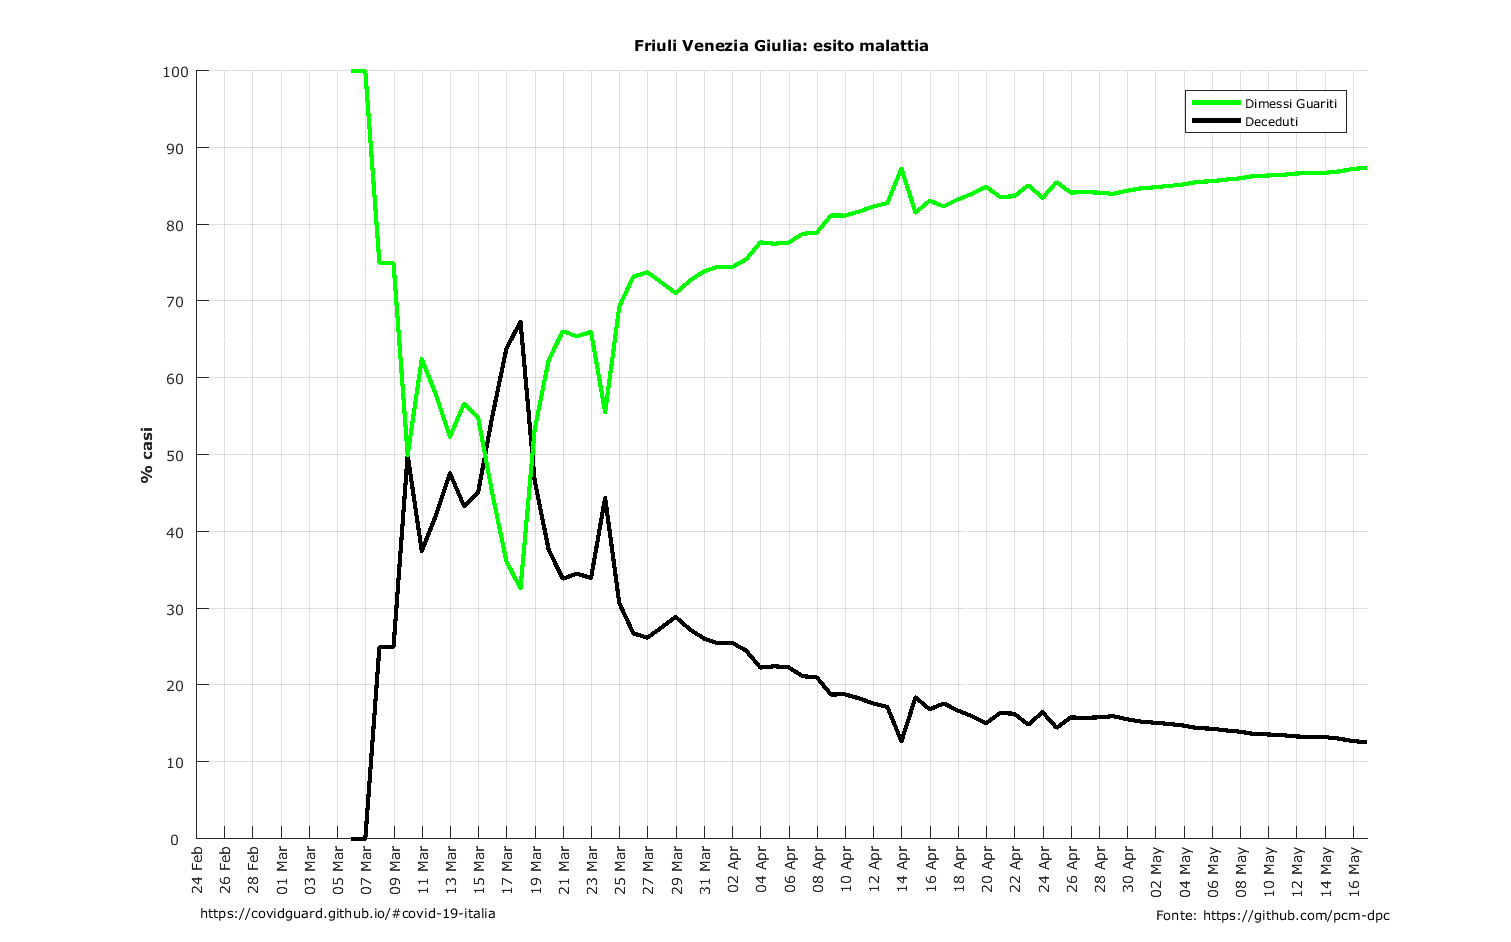 Friuli Venezia Giulia: esito malattia
100
90
80
70
60
50
40
30
20
10
0
% casi
Dimessi Guariti
Deceduti
24 Feb
26 Feb
28 Feb
01 Mar
03 Mar
05 Mar
07 Mar
09 Mar
11 Mar
13 Mar
15 Mar
17 Mar
19 Mar
21 Mar
23 Mar
25 Mar
27 Mar
29 Mar
31 Mar
02 Apr
04 Apr
06 Apr
08 Apr
10 Apr
12 Apr
14 Apr
16 Apr
18 Apr
20 Apr
22 Apr
24 Apr
26 Apr
28 Apr
30 Apr
02 May
04 May
06 May
08 May
10 May
12 May
14 May
16 May
https://covidguard.github.io/#covid-19-italia
Fonte: https://github.com/pcm-dpc